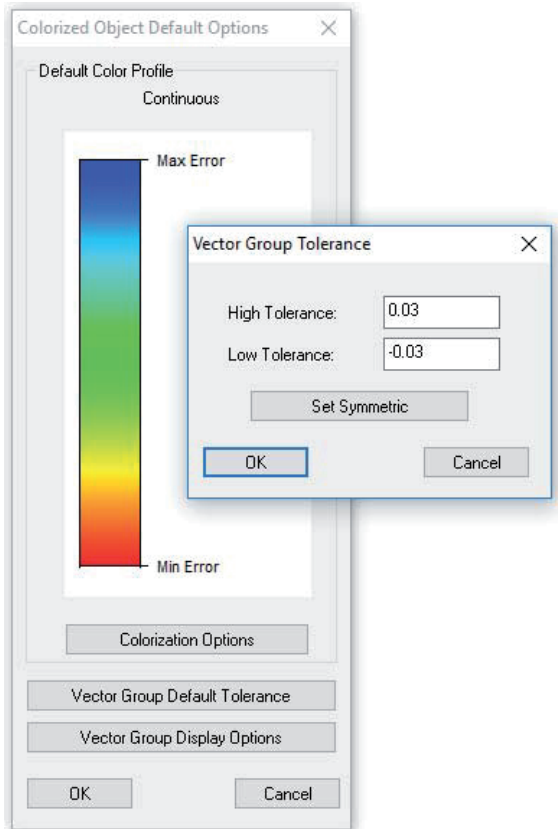 Colorized Object Default Options
Default Color Profile
Continuous
Max Error
Vector Group Tolerance
High Tolerance: 0.03
Low Tolerance: -0.03
Set Symmetric
OK Cancel
Min Error
Colorization Options
Vector Group Default Tolerance
Vector Group Display Options
OK Cancel